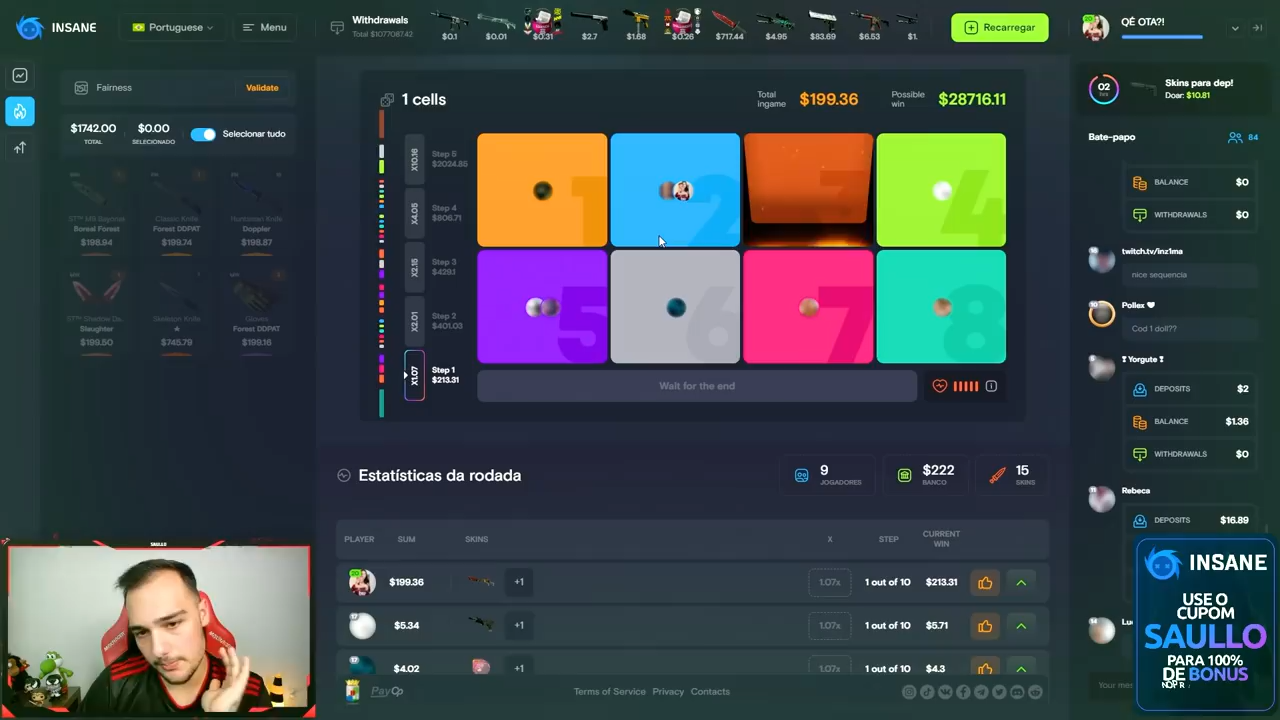 INSANE
Portuguese
Menu
Withdrawals
Total $107708742
$0.1
$0.01
$0.31
$2.7
$1.68
$0.26
$717.44
$4.95
$83.69
$6.53
$1.
Recarregar
QÉ OTA?!
Fairness
Validate
$1742.00
TOTAL
$0.00
SELECIONADO
Selecionar tudo
Boreal Forest
$198.94
Classic Knife
Forest DDPAT
$199.74
Huntsman Knife
Doppler
$198.87
Slaughter
$199.50
Skeleton Knife
★
$745.79
Gloves
Forest DDPAT
$199.16
1 cells
Total ingame
$199.36
Possible win
$28716.11
X10.16
Step 5
$2024.85
X4.05
Step 4
$806.71
X2.15
Step 3
$429.1
X2.01
Step 2
$401.03
X1.07
Step 1
$213.31
1
2
3
4
5
6
7
8
Wait for the end
Estatísticas da rodada
9
JOGADORES
$222
BANCO
15
SKINS
PLAYER
SUM
SKINS
X
STEP
CURRENT WIN
$199.36
+1
1.07x
1 out of 10
$213.31
17
$5.34
+1
1.07x
1 out of 10
$5.71
17
$4.02
+1
1.07x
1 out of 10
$4.3
PayOp
Terms of Service
Privacy
Contacts
02
Skins para dep!
Doar: $10.81
Bate-papo
84
BALANCE
$0
WITHDRAWALS
$0
twitch.tv/inz1ma
nice sequencia
Pollex
Cod 1 doll??
Yorgute
DEPOSITS
$2
BALANCE
$1.36
WITHDRAWALS
$0
Rebeca
DEPOSITS
$16.89
14
Your mes
SAULLO
INSANE
USE O
CUPOM
SAULLO
PARA 100%
DE BONUS